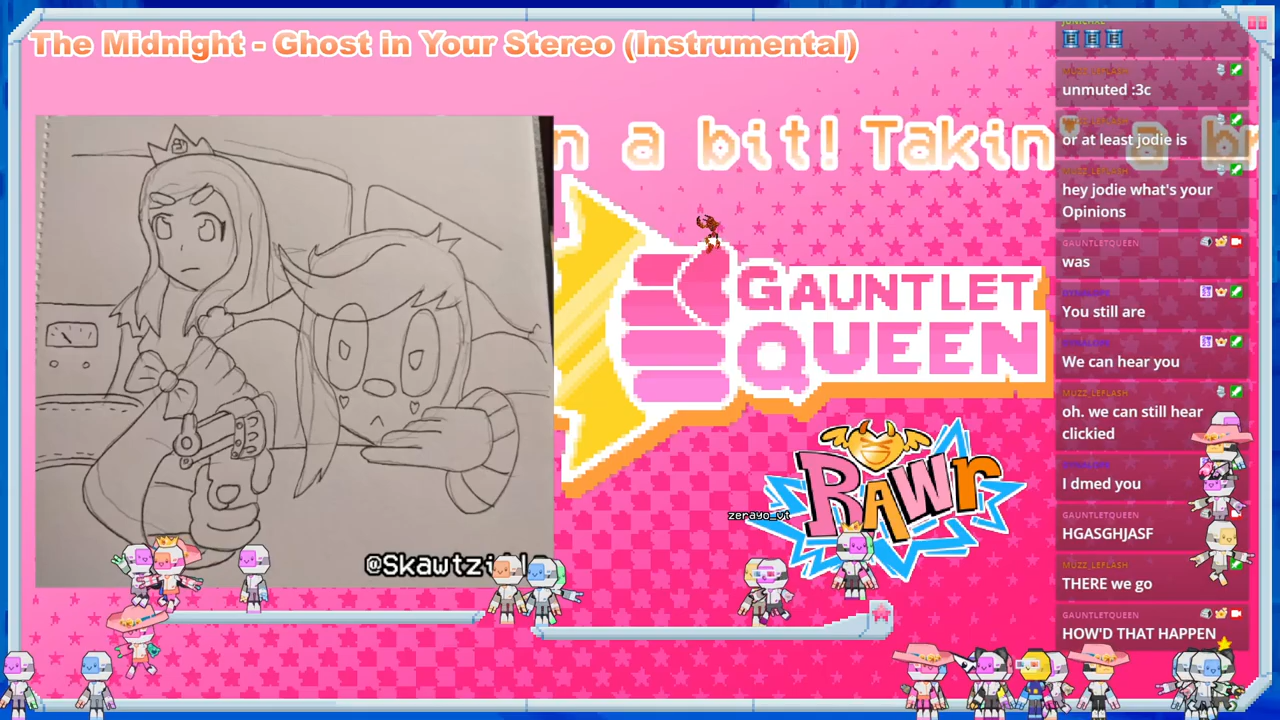 The Midnight - Ghost in Your Stereo (Instrumental)
n a bit! Takin
unmuted :3c
MUZZ_LEFLASH
or at least jodie is
MUZZ_LEFLASH
hey jodie what's your
Opinions
GAUNTLETQUEEN
was
You still are
We can hear you
MUZZ_LEFLASH
oh. we can still hear
clickied
I dmed you
GAUNTLETQUEEN
HGASGHJASF
MUZZ_LEFLASH
THERE we go
GAUNTLETQUEEN
HOW'D THAT HAPPEN
GAUNTLET
QUEEN
RAWr
zerayo_vt